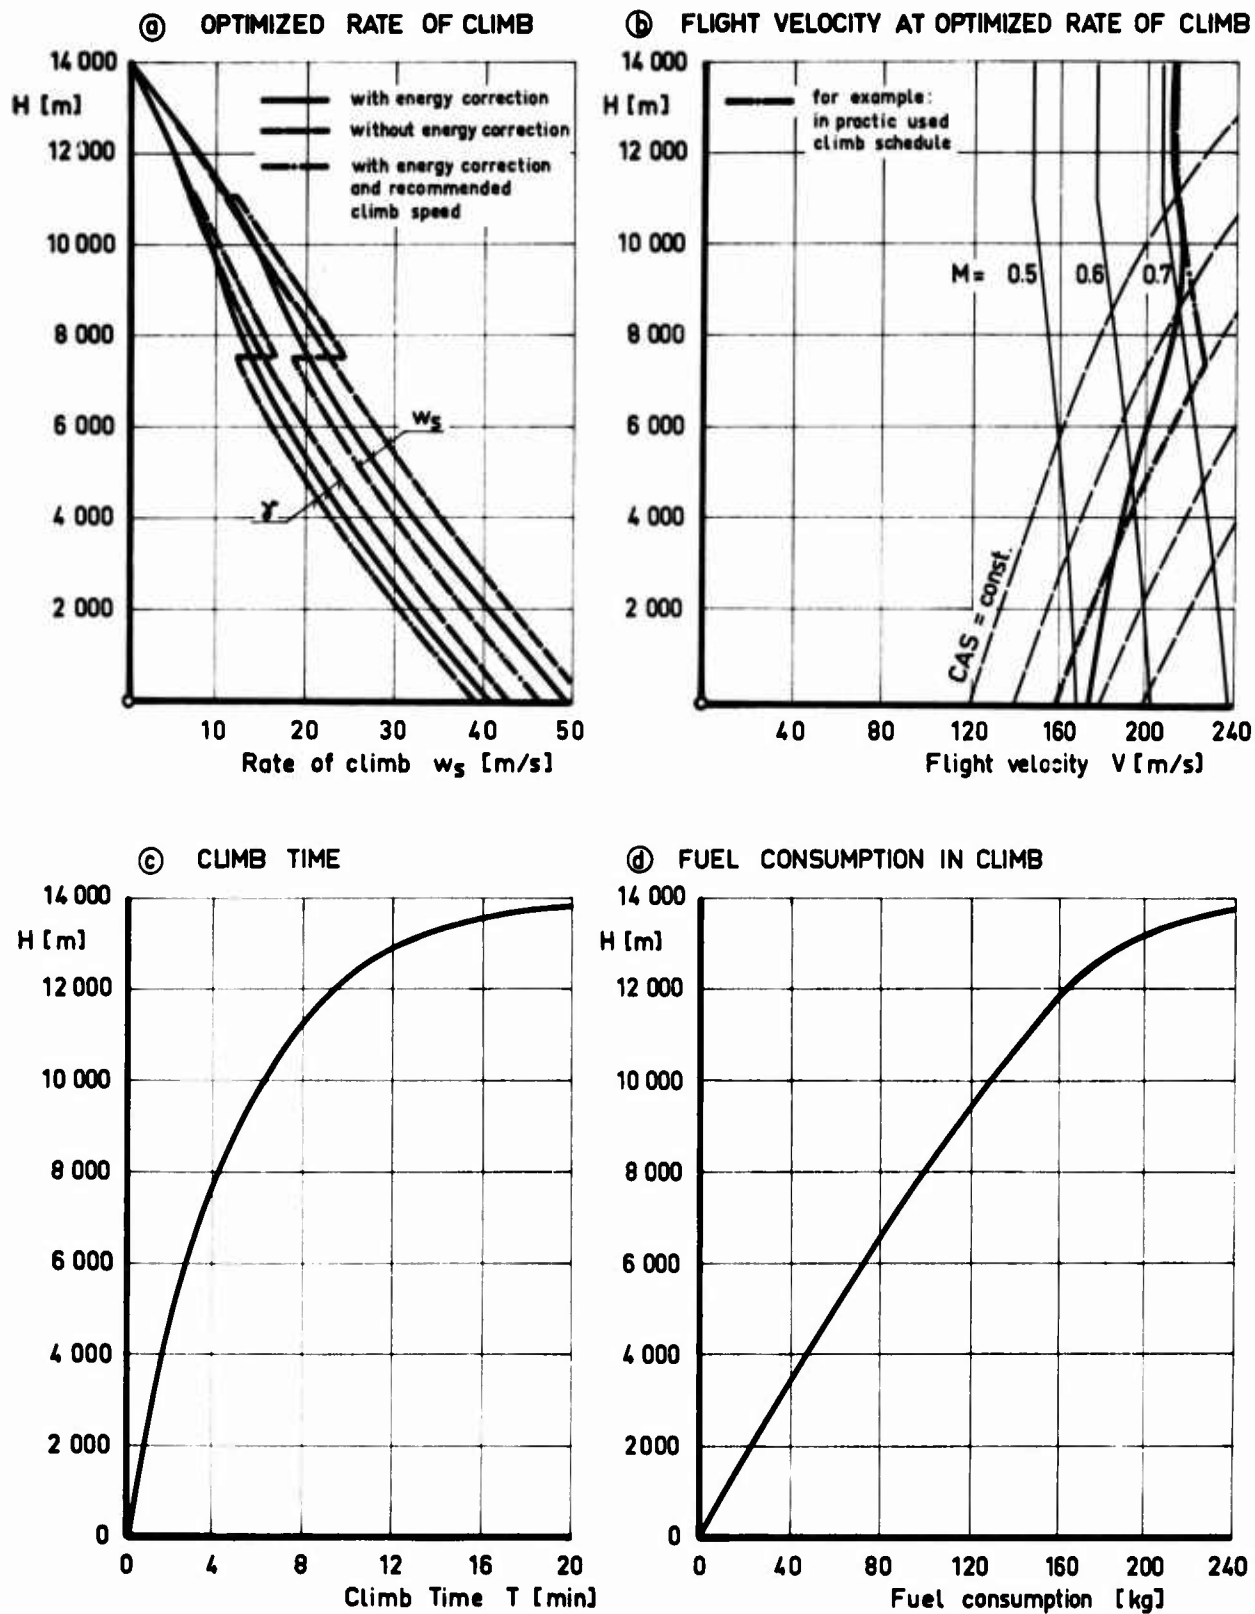 ⓐ OPTIMIZED RATE OF CLIMB
14 000
H [m]
12 000
10 000
8 000
6 000
4 000
2 000
with energy correction
without energy correction
with energy correction
and recommended
climb speed
wS
γ
10 20 30 40 50
Rate of climb wS [m/s]
ⓑ FLIGHT VELOCITY AT OPTIMIZED RATE OF CLIMB
14 000
H [m]
12 000
10 000
8 000
6 000
4 000
2 000
for example:
in practic used
climb schedule
M = 0.5 0.6 0.7
CAS = const.
40 80 120 160 200 240
Flight velocity V [m/s]
ⓒ CLIMB TIME
14 000
H [m]
12 000
10 000
8 000
6 000
4 000
2 000
0
0 4 8 12 16 20
Climb Time T [min]
ⓓ FUEL CONSUMPTION IN CLIMB
14 000
H [m]
12 000
10 000
8 000
6 000
4 000
2000
0
0 40 80 120 160 200 240
Fuel consumption [kg]